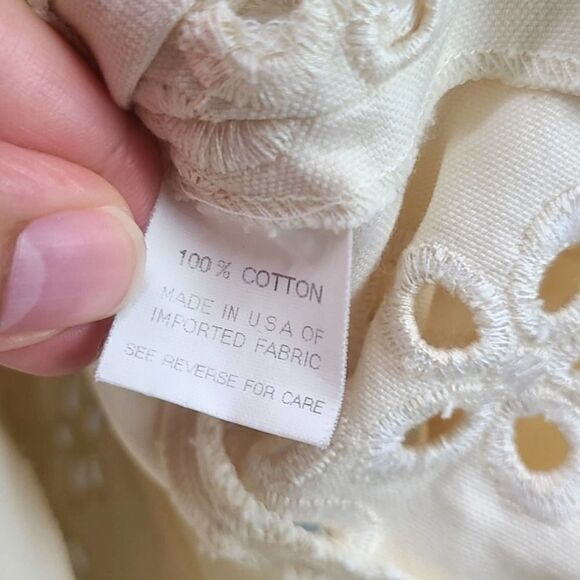 100% COTTON
MADE IN U.S.A OF
IMPORTED FABRIC
SEE REVERSE FOR CARE